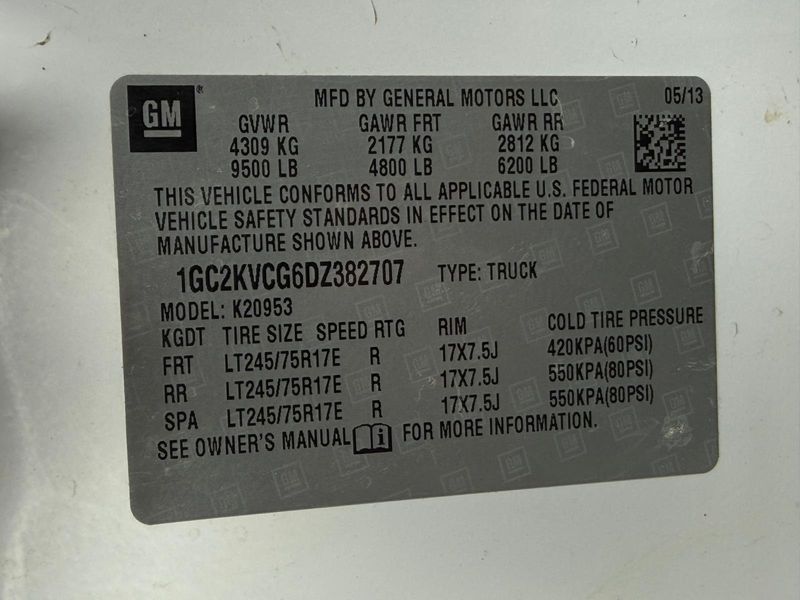 GM®
MFD BY GENERAL MOTORS LLC 05/13
GVWR GAWR FRT GAWR RR
4309 KG 2177 KG 2812 KG
9500 LB 4800 LB 6200 LB
THIS VEHICLE CONFORMS TO ALL APPLICABLE U.S. FEDERAL MOTOR
VEHICLE SAFETY STANDARDS IN EFFECT ON THE DATE OF
MANUFACTURE SHOWN ABOVE.
1GC2KVCG6DZ382707 TYPE: TRUCK
MODEL: K20953
KGDT TIRE SIZE SPEED RTG RIM COLD TIRE PRESSURE
FRT LT245/75R17E R 17X7.5J 420KPA(60PSI)
RR LT245/75R17E R 17X7.5J 550KPA(80PSI)
SPA LT245/75R17E R 17X7.5J 550KPA(80PSI)
SEE OWNER'S MANUAL i FOR MORE INFORMATION.